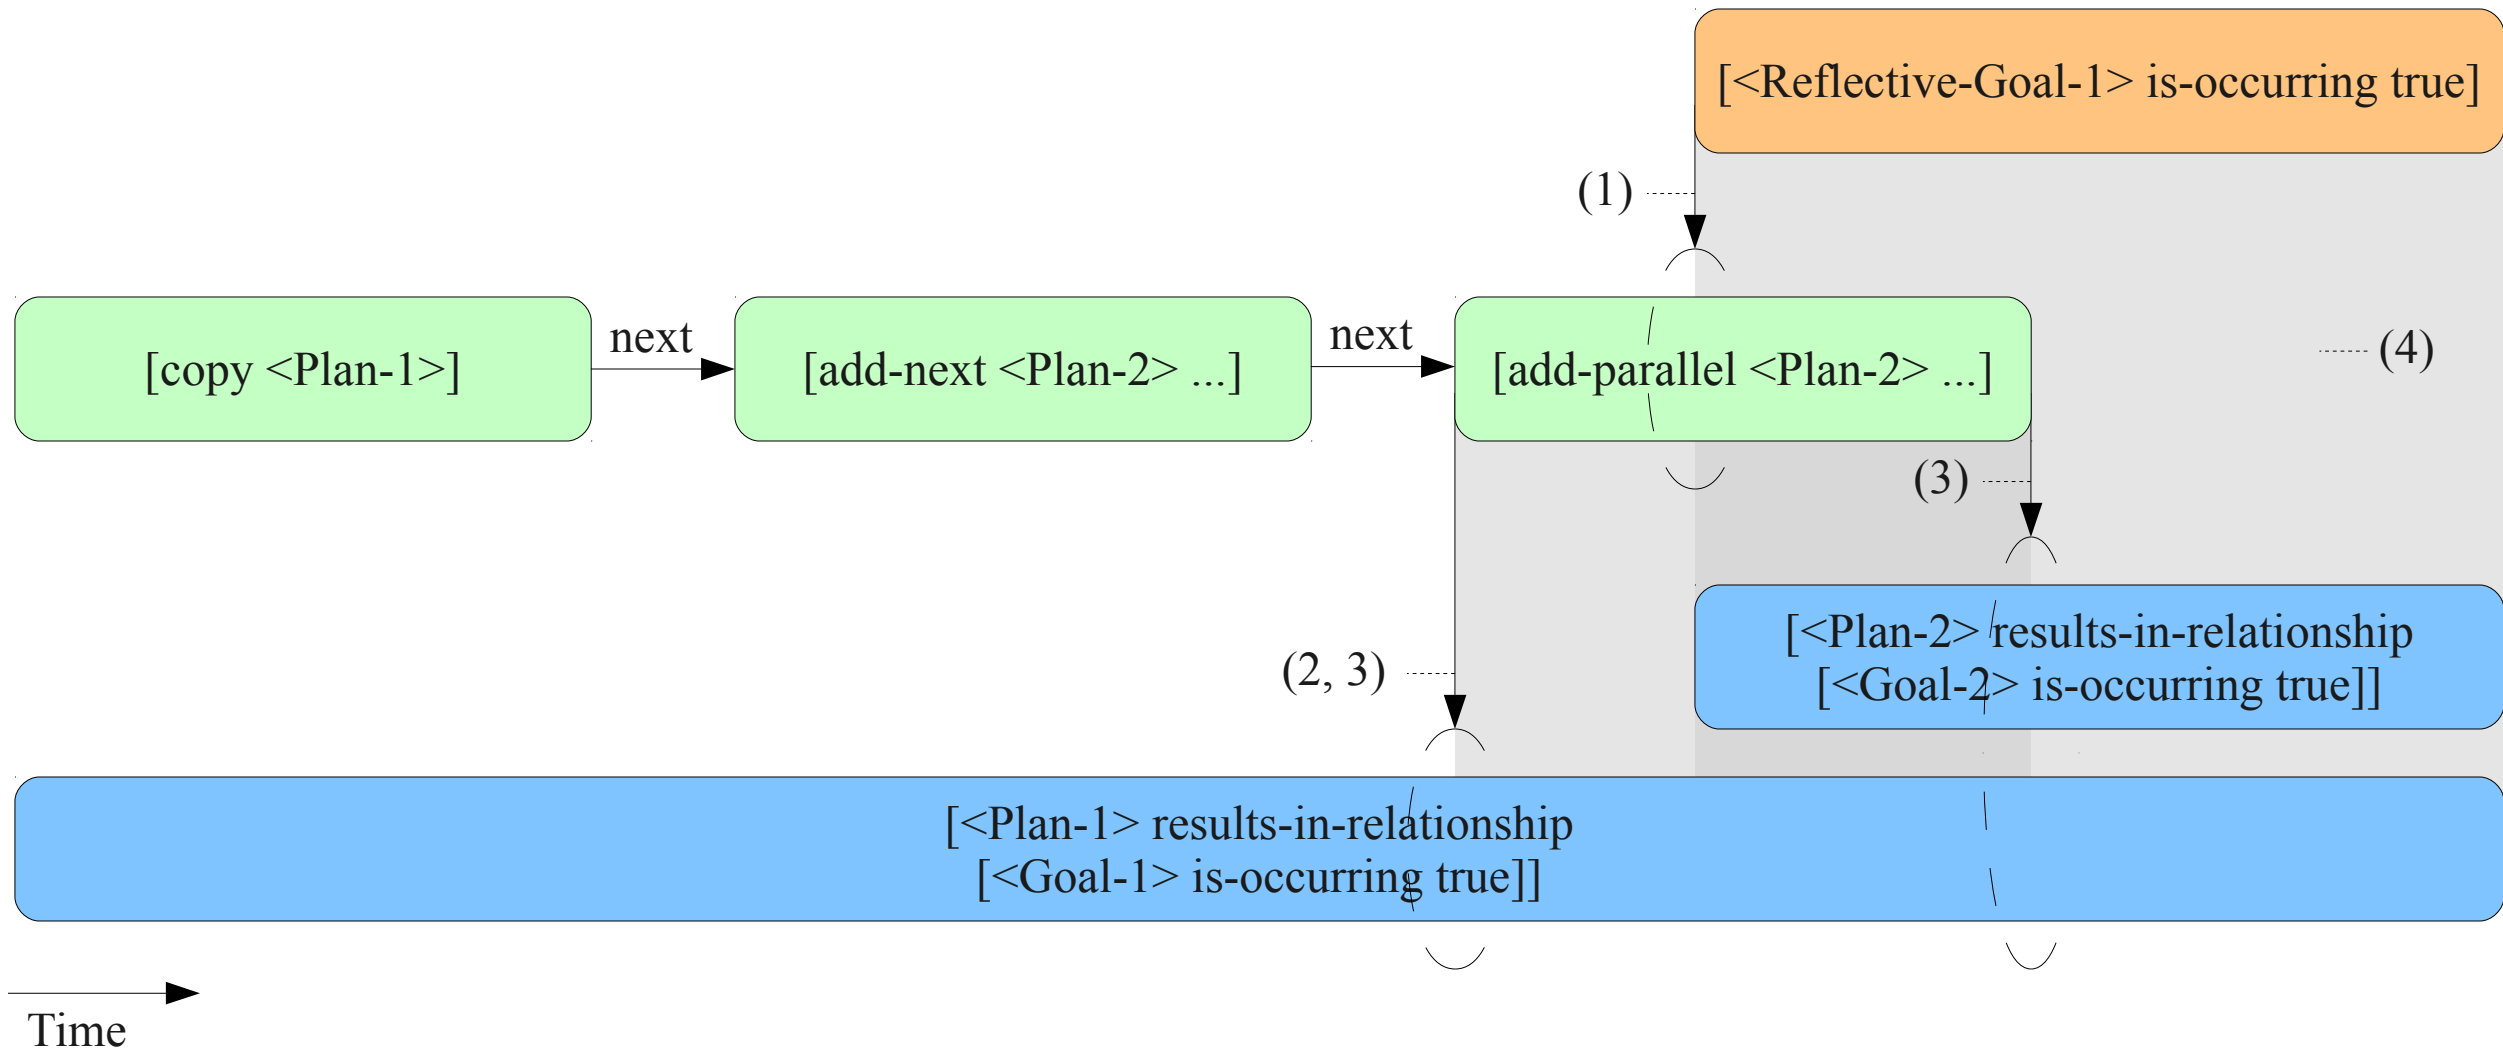 [<Reflective-Goal-1> is-occurring true]
(1)
[copy <Plan-1>]
next
[add-next <Plan-2> ...]
next
[add-parallel <Plan-2> ...]
(4)
(3)
[<Plan-2> results-in-relationship
[<Goal-2> is-occurring true]]
(2, 3)
[<Plan-1> results-in-relationship
[<Goal-1> is-occurring true]]
Time